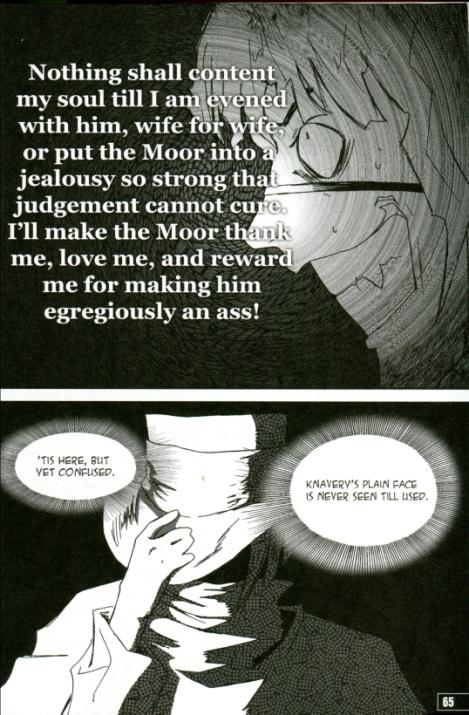 Nothing shall content
my soul till I am evened
with him, wife for wife,
or put the Moor into a
jealousy so strong that
judgement cannot cure.
I'll make the Moor thank
me, love me, and reward
me for making him
egregiously an ass!
'TIS HERE, BUT
YET CONFUSED.
KNAVERY'S PLAIN FACE
IS NEVER SEEN TILL USED.
65